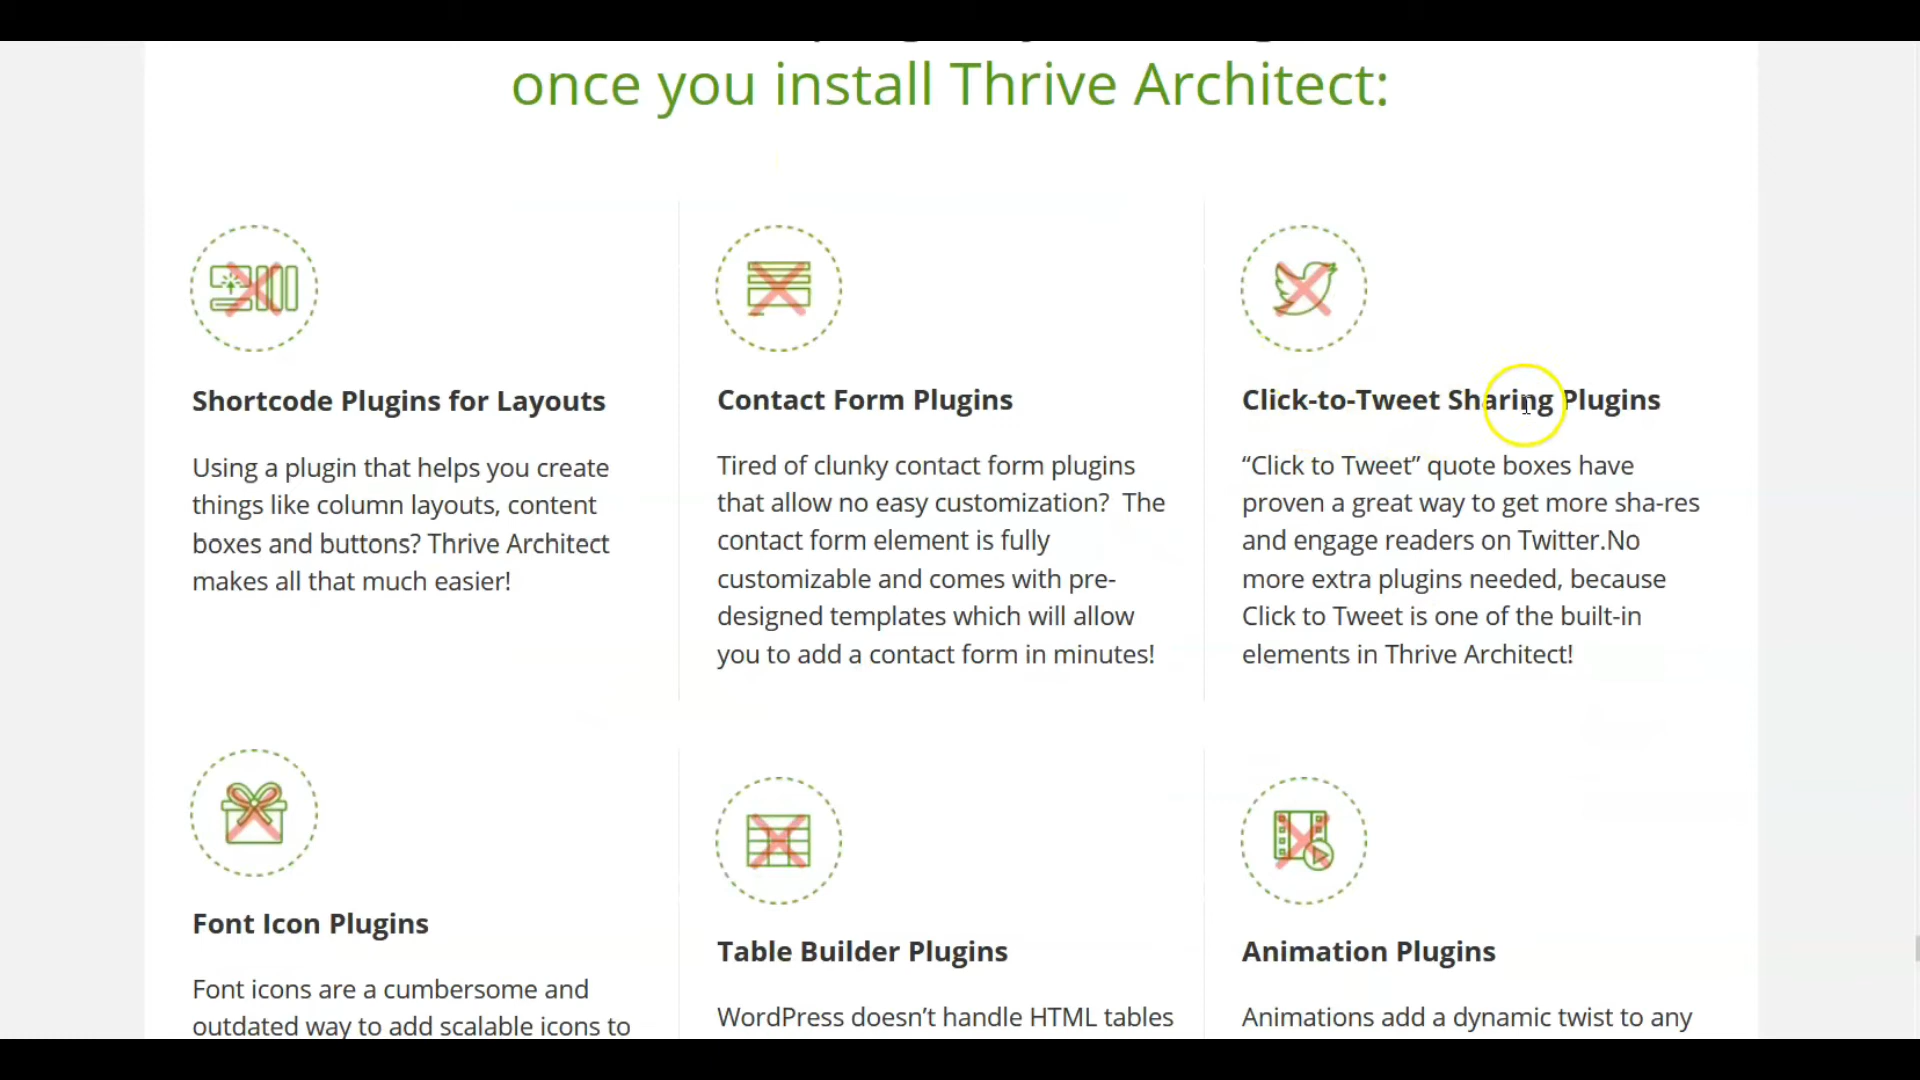 once you install Thrive Architect:
Shortcode Plugins for Layouts
Using a plugin that helps you create
things like column layouts, content
boxes and buttons? Thrive Architect
makes all that much easier!
Contact Form Plugins
Tired of clunky contact form plugins
that allow no easy customization?  The
contact form element is fully
customizable and comes with pre-
designed templates which will allow
you to add a contact form in minutes!
Click-to-Tweet Sharing Plugins
“Click to Tweet” quote boxes have
proven a great way to get more sha-res
and engage readers on Twitter.No
more extra plugins needed, because
Click to Tweet is one of the built-in
elements in Thrive Architect!
Font Icon Plugins
Font icons are a cumbersome and
outdated way to add scalable icons to
Table Builder Plugins
WordPress doesn’t handle HTML tables
Animation Plugins
Animations add a dynamic twist to any